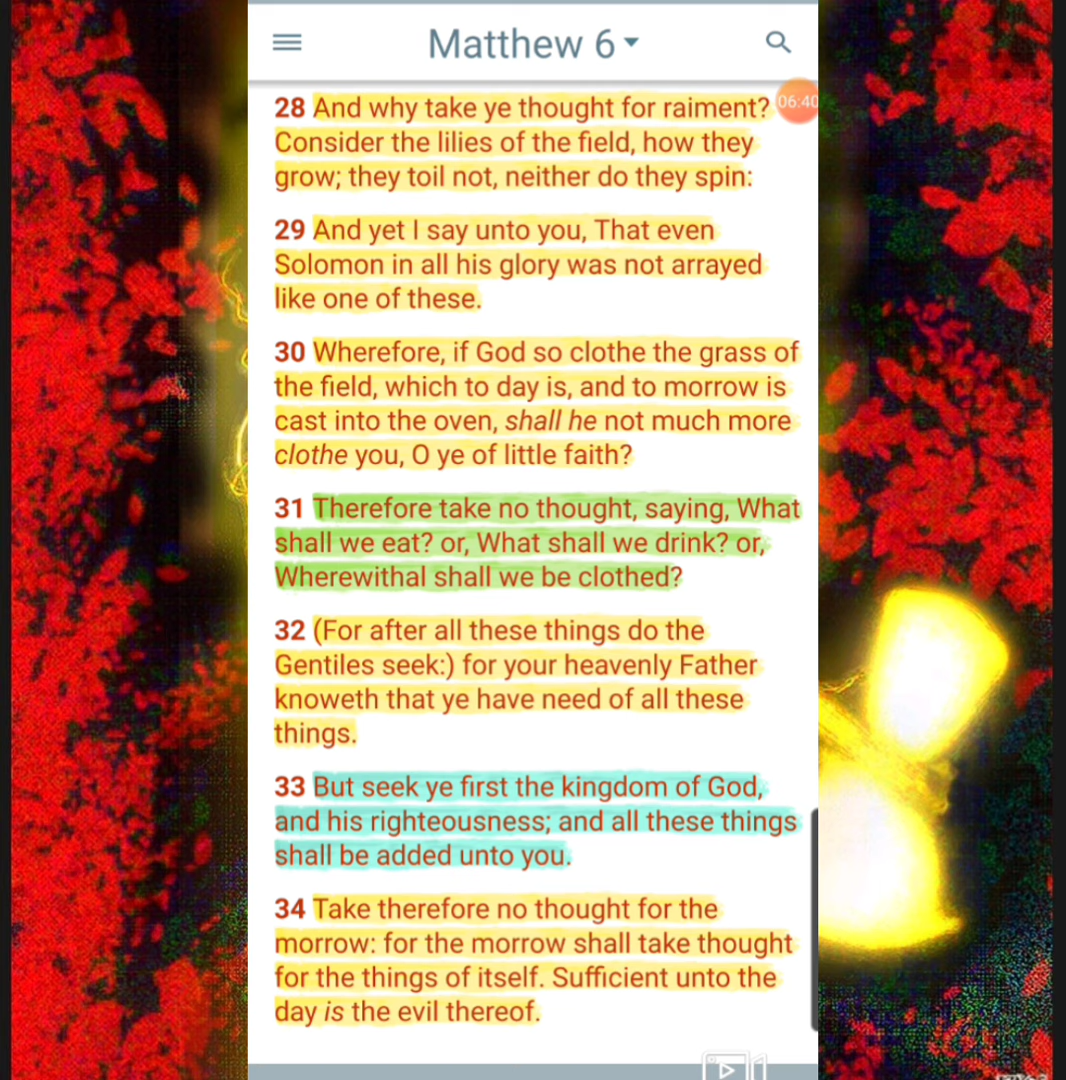 Matthew 6
06:40
28 And why take ye thought for raiment?
Consider the lilies of the field, how they
grow; they toil not, neither do they spin:
29 And yet I say unto you, That even
Solomon in all his glory was not arrayed
like one of these.
30 Wherefore, if God so clothe the grass of
the field, which to day is, and to morrow is
cast into the oven, shall he not much more
clothe you, O ye of little faith?
31 Therefore take no thought, saying, What
shall we eat? or, What shall we drink? or,
Wherewithal shall we be clothed?
32 (For after all these things do the
Gentiles seek:) for your heavenly Father
knoweth that ye have need of all these
things.
33 But seek ye first the kingdom of God,
and his righteousness; and all these things
shall be added unto you.
34 Take therefore no thought for the
morrow: for the morrow shall take thought
for the things of itself. Sufficient unto the
day is the evil thereof.